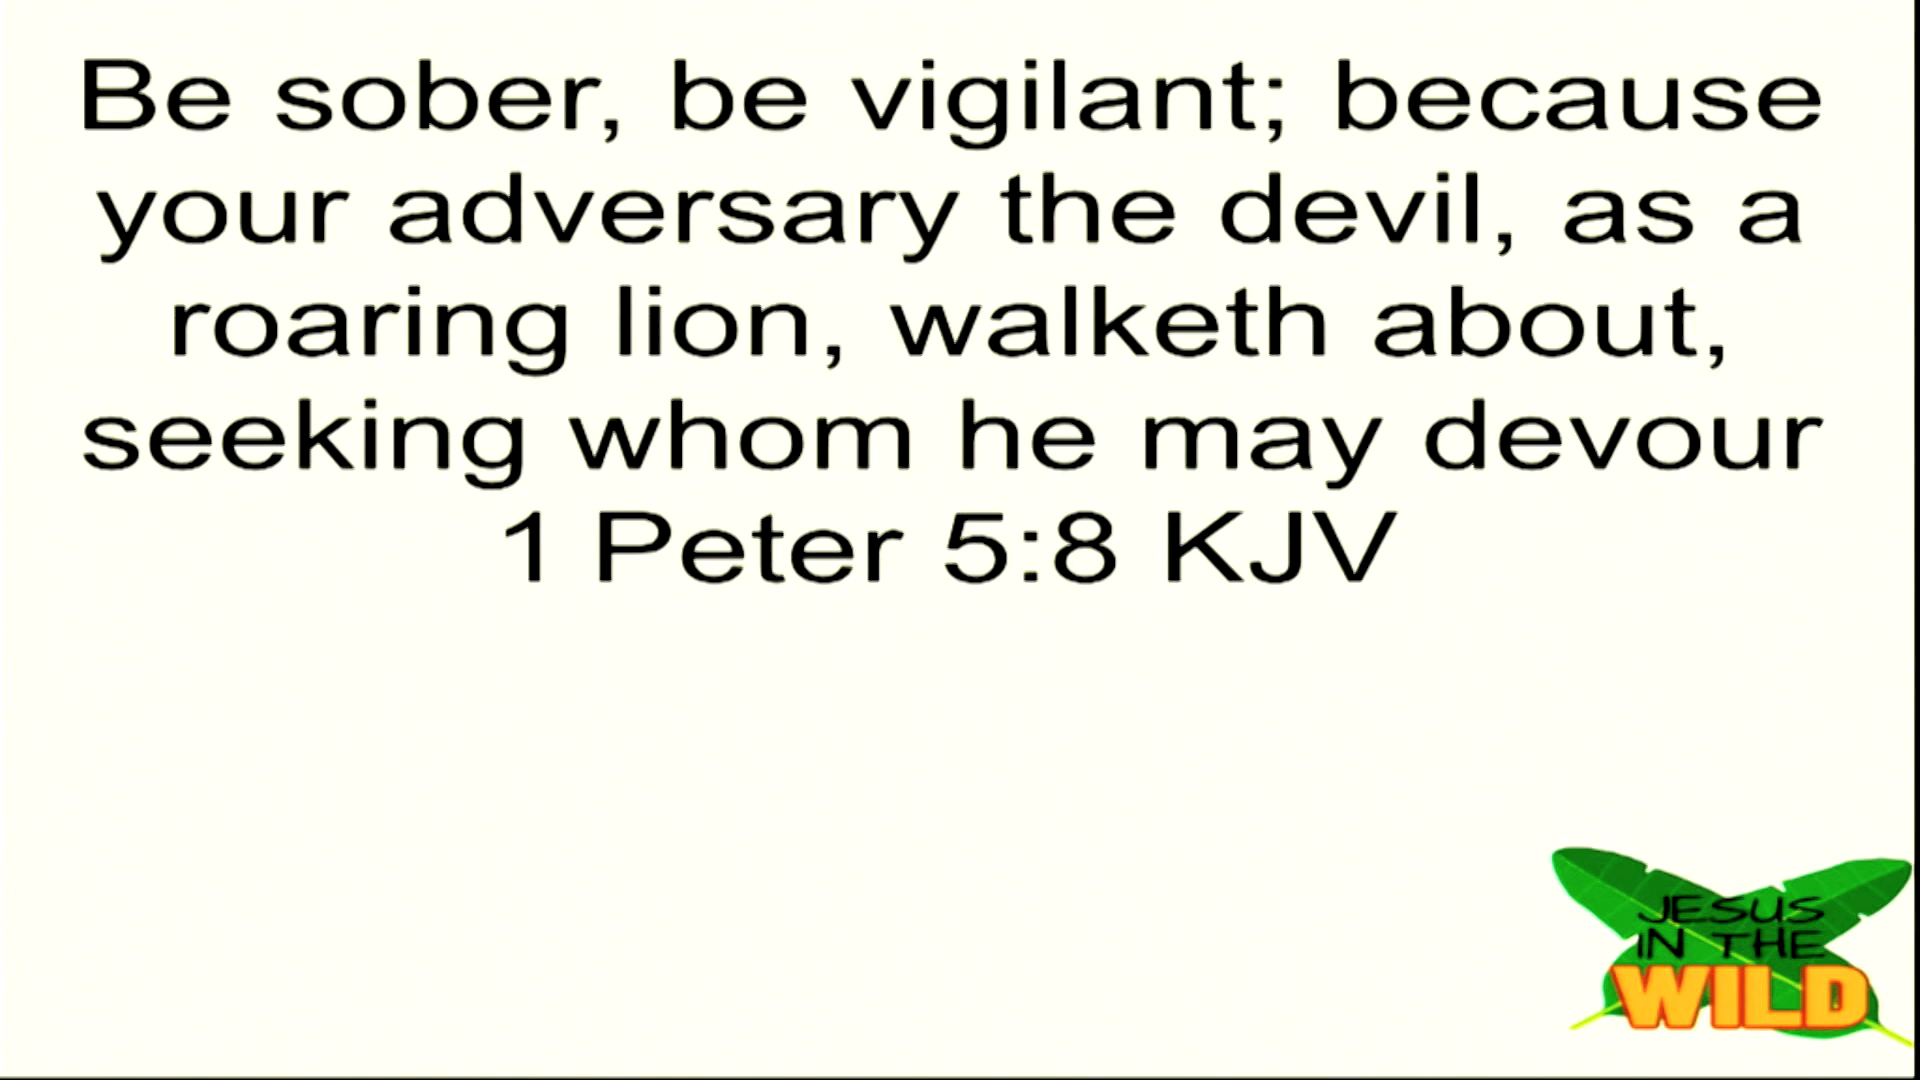 Be sober, be vigilant; because
your adversary the devil, as a
roaring lion, walketh about,
seeking whom he may devour
1 Peter 5:8 KJV
JESUS
IN THE
WILD